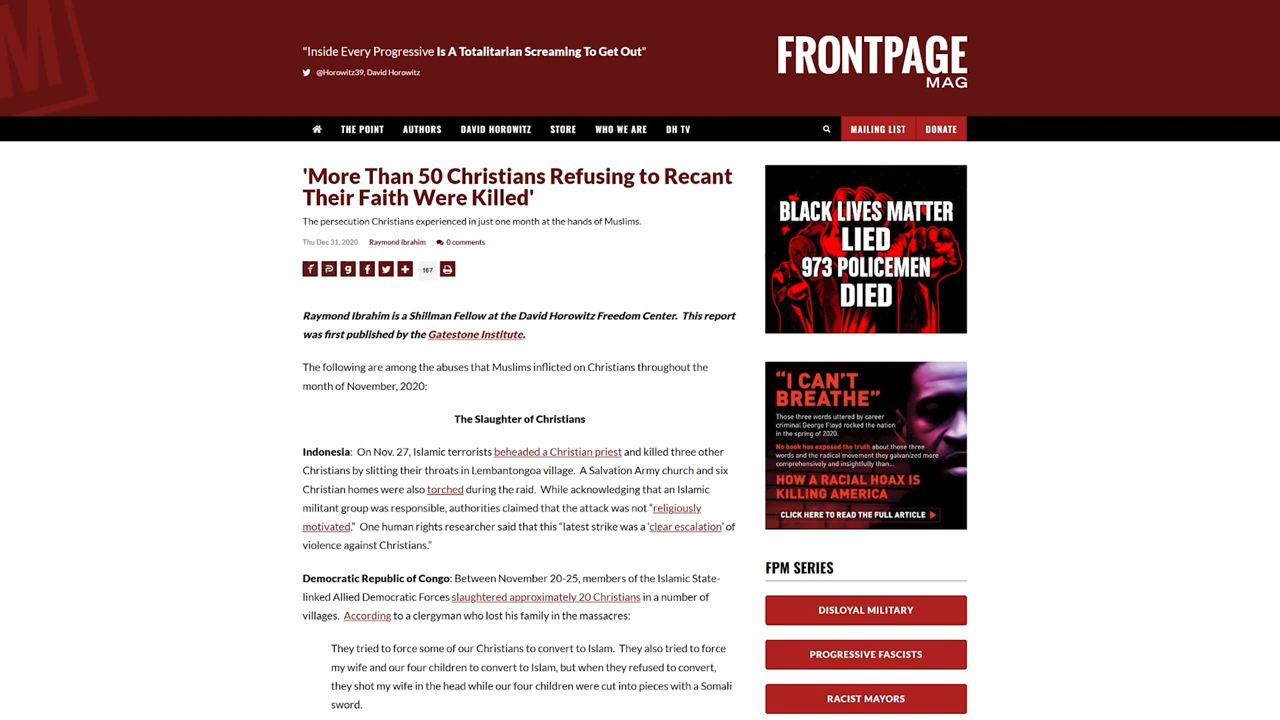 "Inside Every Progressive Is A Totalitarian Screaming To Get Out"
@Horowitz39, David Horowitz
FRONTPAGE
MAG
THE POINT AUTHORS DAVID HOROWITZ STORE WHO WE ARE DH TV MAILING LIST DONATE
'More Than 50 Christians Refusing to Recant
Their Faith Were Killed'
The persecution Christians experienced in just one month at the hands of Muslims.
Thu Dec 31, 2020 Raymond Ibrahim 0 comments
167
Raymond Ibrahim is a Shillman Fellow at the David Horowitz Freedom Center. This report
was first published by the Gatestone Institute.
The following are among the abuses that Muslims inflicted on Christians throughout the
month of November, 2020:
The Slaughter of Christians
Indonesia: On Nov. 27, Islamic terrorists beheaded a Christian priest and killed three other
Christians by slitting their throats in Lembantongoa village. A Salvation Army church and six
Christian homes were also torched during the raid. While acknowledging that an Islamic
militant group was responsible, authorities claimed that the attack was not "religiously
motivated." One human rights researcher said that this "latest strike was a 'clear escalation' of
violence against Christians."
Democratic Republic of Congo: Between November 20-25, members of the Islamic State-
linked Allied Democratic Forces slaughtered approximately 20 Christians in a number of
villages. According to a clergyman who lost his family in the massacres:
They tried to force some of our Christians to convert to Islam. They also tried to force
my wife and our four children to convert to Islam, but when they refused to convert,
they shot my wife in the head while our four children were cut into pieces with a Somali
sword.
BLACK LIVES MATTER
LIED
973 POLICEMEN
DIED
"I CAN'T
BREATHE"
Those three words uttered by career
criminal George Floyd rocked the nation
in the spring of 2020.
No book has exposed the truth about those three
words and the radical movement they galvanized more
comprehensively and insightfully than...
HOW A RACIAL HOAX IS
KILLING AMERICA
CLICK HERE TO READ THE FULL ARTICLE
FPM SERIES
DISLOYAL MILITARY
PROGRESSIVE FASCISTS
RACIST MAYORS